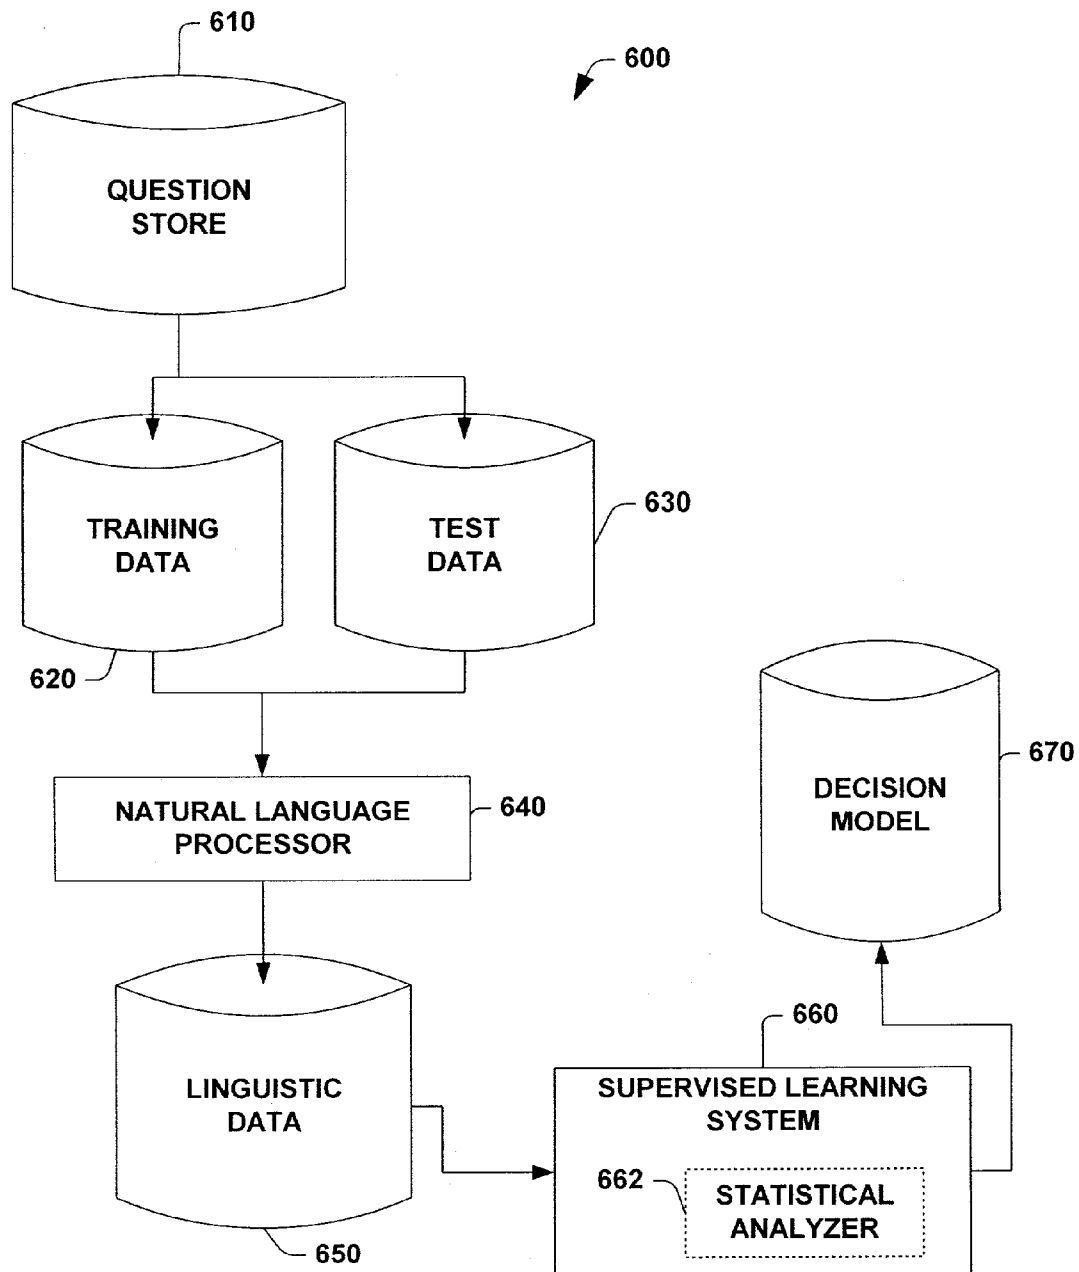 610
600
QUESTION
STORE
TRAINING
DATA
TEST
DATA
630
620
670
DECISION
MODEL
NATURAL LANGUAGE
PROCESSOR
640
660
LINGUISTIC
DATA
SUPERVISED LEARNING
SYSTEM
662
STATISTICAL
ANALYZER
650